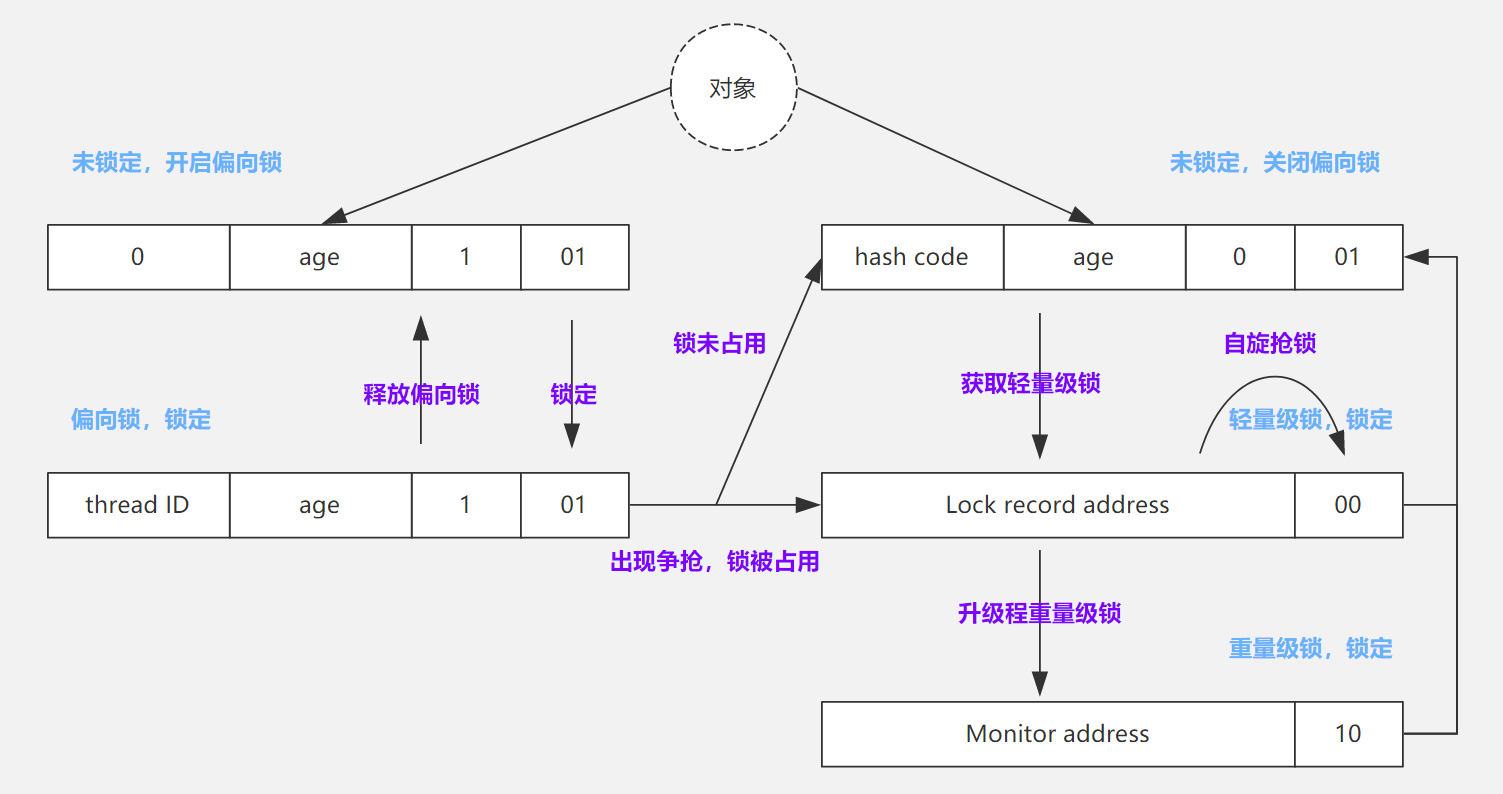 对象
未锁定，开启偏向锁
未锁定，关闭偏向锁
0 age 1 01
hash code age 0 01
锁未占用
自旋抢锁
释放偏向锁
锁定
获取轻量级锁
偏向锁，锁定
轻量级锁，锁定
thread ID age 1 01
Lock record address 00
出现争抢，锁被占用
升级程重量级锁
重量级锁，锁定
Monitor address 10